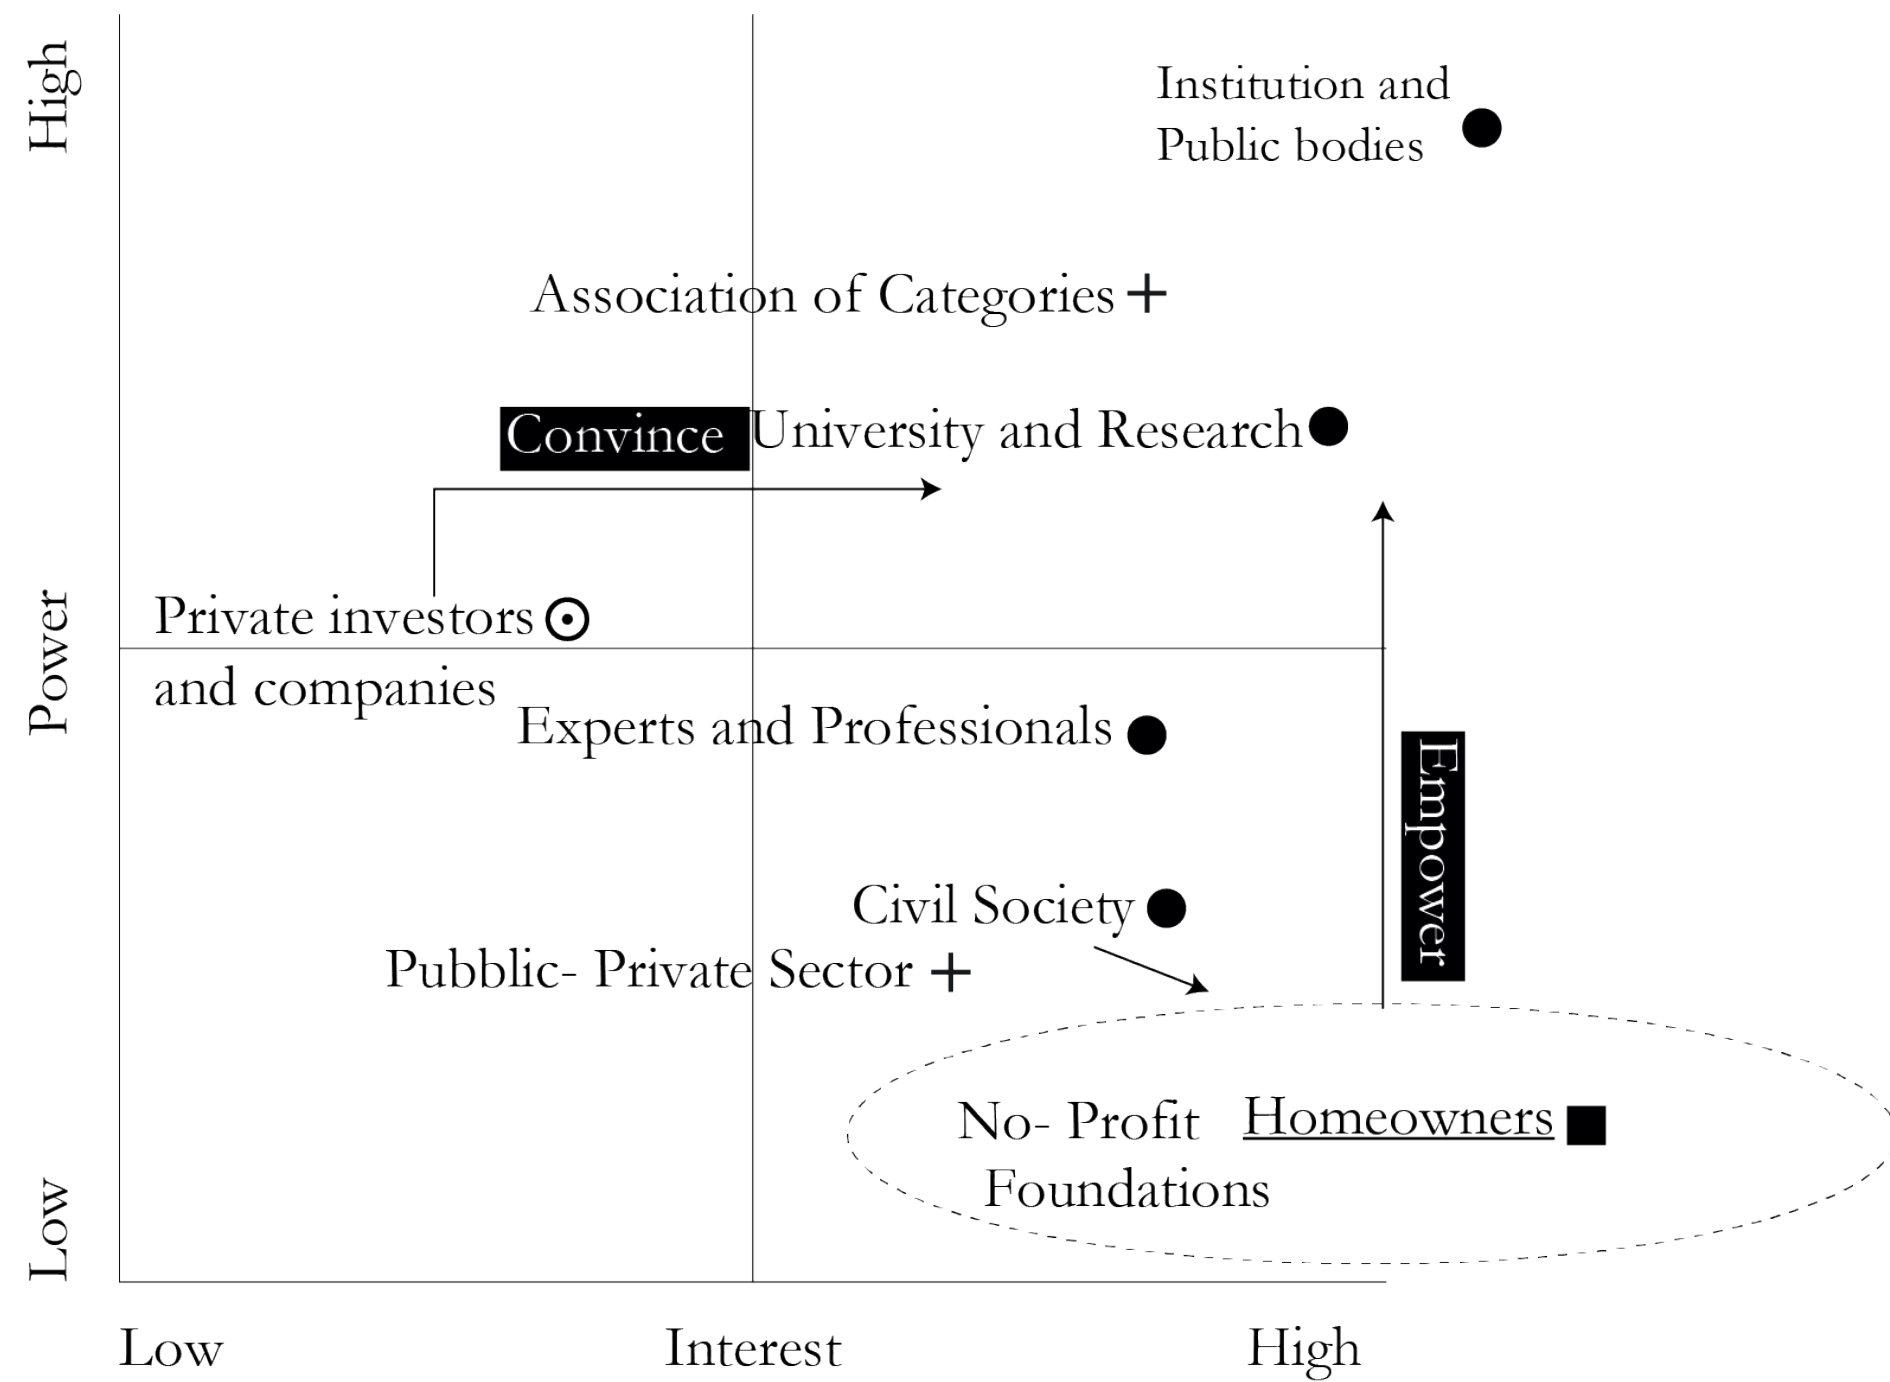 High
Institution and
Public bodies
Association of Categories
Convince
University and Research
Power
Private investors
and companies
Experts and Professionals
Empower
Civil Society
Pubblic- Private Sector
No- Profit
Homeowners
Foundations
Low
Low
Interest
High